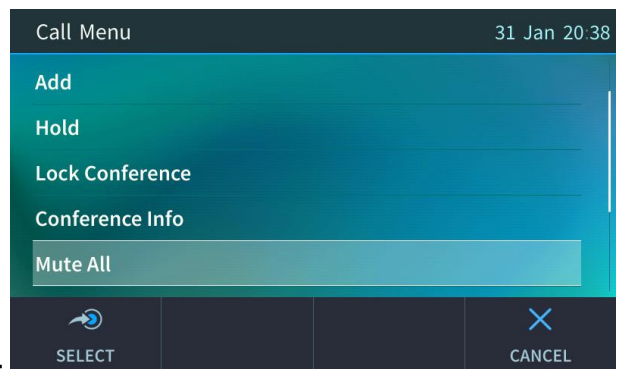 Call Menu 31 Jan 20:38
Add
Hold
Lock Conference
Conference Info
Mute All
SELECT CANCEL